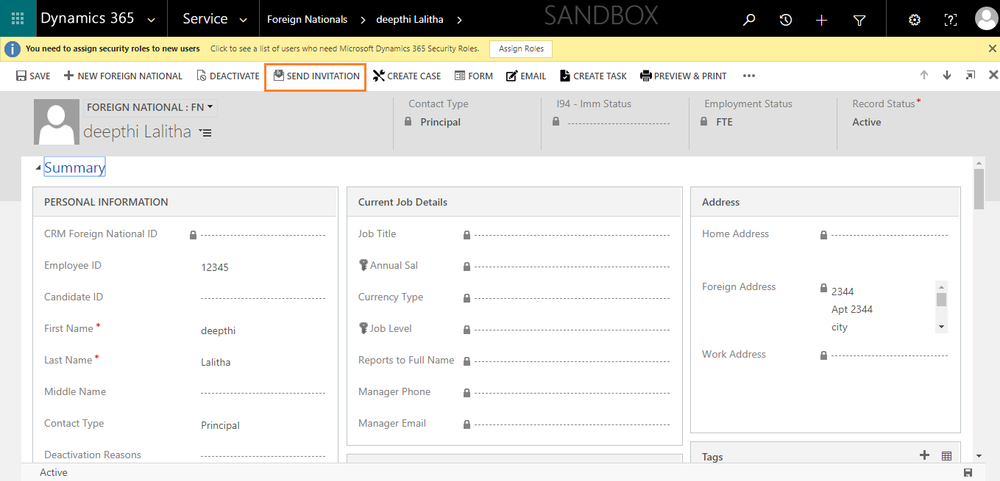 Dynamics 365 Service Foreign Nationals > deepthi Lalitha > SANDBOX
You need to assign security roles to new users Click to see a list of users who need Microsoft Dynamics 365 Security Roles. Assign Roles
SAVE NEW FOREIGN NATIONAL DEACTIVATE SEND INVITATION CREATE CASE FORM EMAIL CREATE TASK PREVIEW & PRINT
FOREIGN NATIONAL : FN
deepthi Lalitha
Contact Type
Principal
I94 - Imm Status
Employment Status
FTE
Record Status*
Active
Summary
PERSONAL INFORMATION
CRM Foreign National ID
Employee ID 12345
Candidate ID
First Name * deepthi
Last Name * Lalitha
Middle Name
Contact Type Principal
Deactivation Reasons
Current Job Details
Job Title
Annual Sal
Currency Type
Job Level
Reports to Full Name
Manager Phone
Manager Email
Address
Home Address
Foreign Address 2344
Apt 2344
city
Work Address
Tags
Active